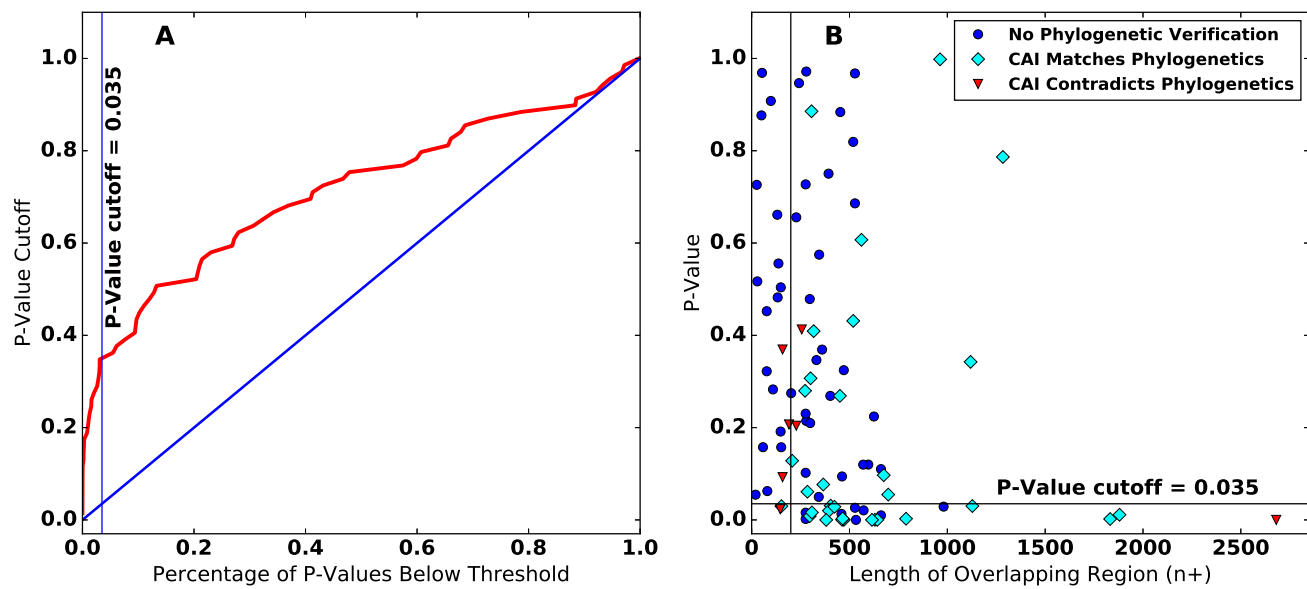 A
P-Value cutoff = 0.035
P-Value Cutoff
1.0
0.8
0.6
0.4
0.2
0.0
0.0 0.2 0.4 0.6 0.8 1.0
Percentage of P-Values Below Threshold
B
No Phylogenetic Verification
CAI Matches Phylogenetics
CAI Contradicts Phylogenetics
P-Value
1.0
0.8
0.6
0.4
0.2
0.0
P-Value cutoff = 0.035
0 500 1000 1500 2000 2500
Length of Overlapping Region (n+)